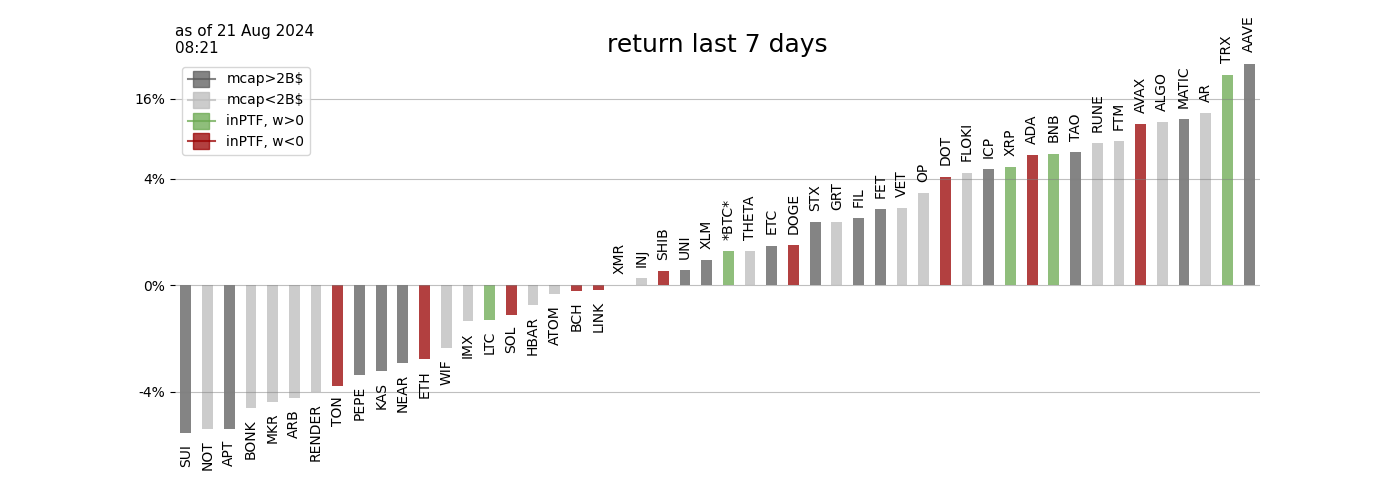 as of 21 Aug 2024
08:21
return last 7 days
mcap>2B$
mcap<2B$
inPTF, w>0
inPTF, w<0
16%
4%
0%
-4%
SUI
NOT
APT
BONK
MKR
ARB
RENDER
TON
PEPE
KAS
NEAR
ETH
WIF
IMX
LTC
SOL
HBAR
ATOM
BCH
LINK
XMR
INJ
SHIB
UNI
XLM
*BTC*
THETA
ETC
DOGE
STX
GRT
FIL
FET
VET
OP
DOT
FLOKI
ICP
XRP
ADA
BNB
TAO
RUNE
FTM
AVAX
ALGO
MATIC
AR
TRX
AAVE